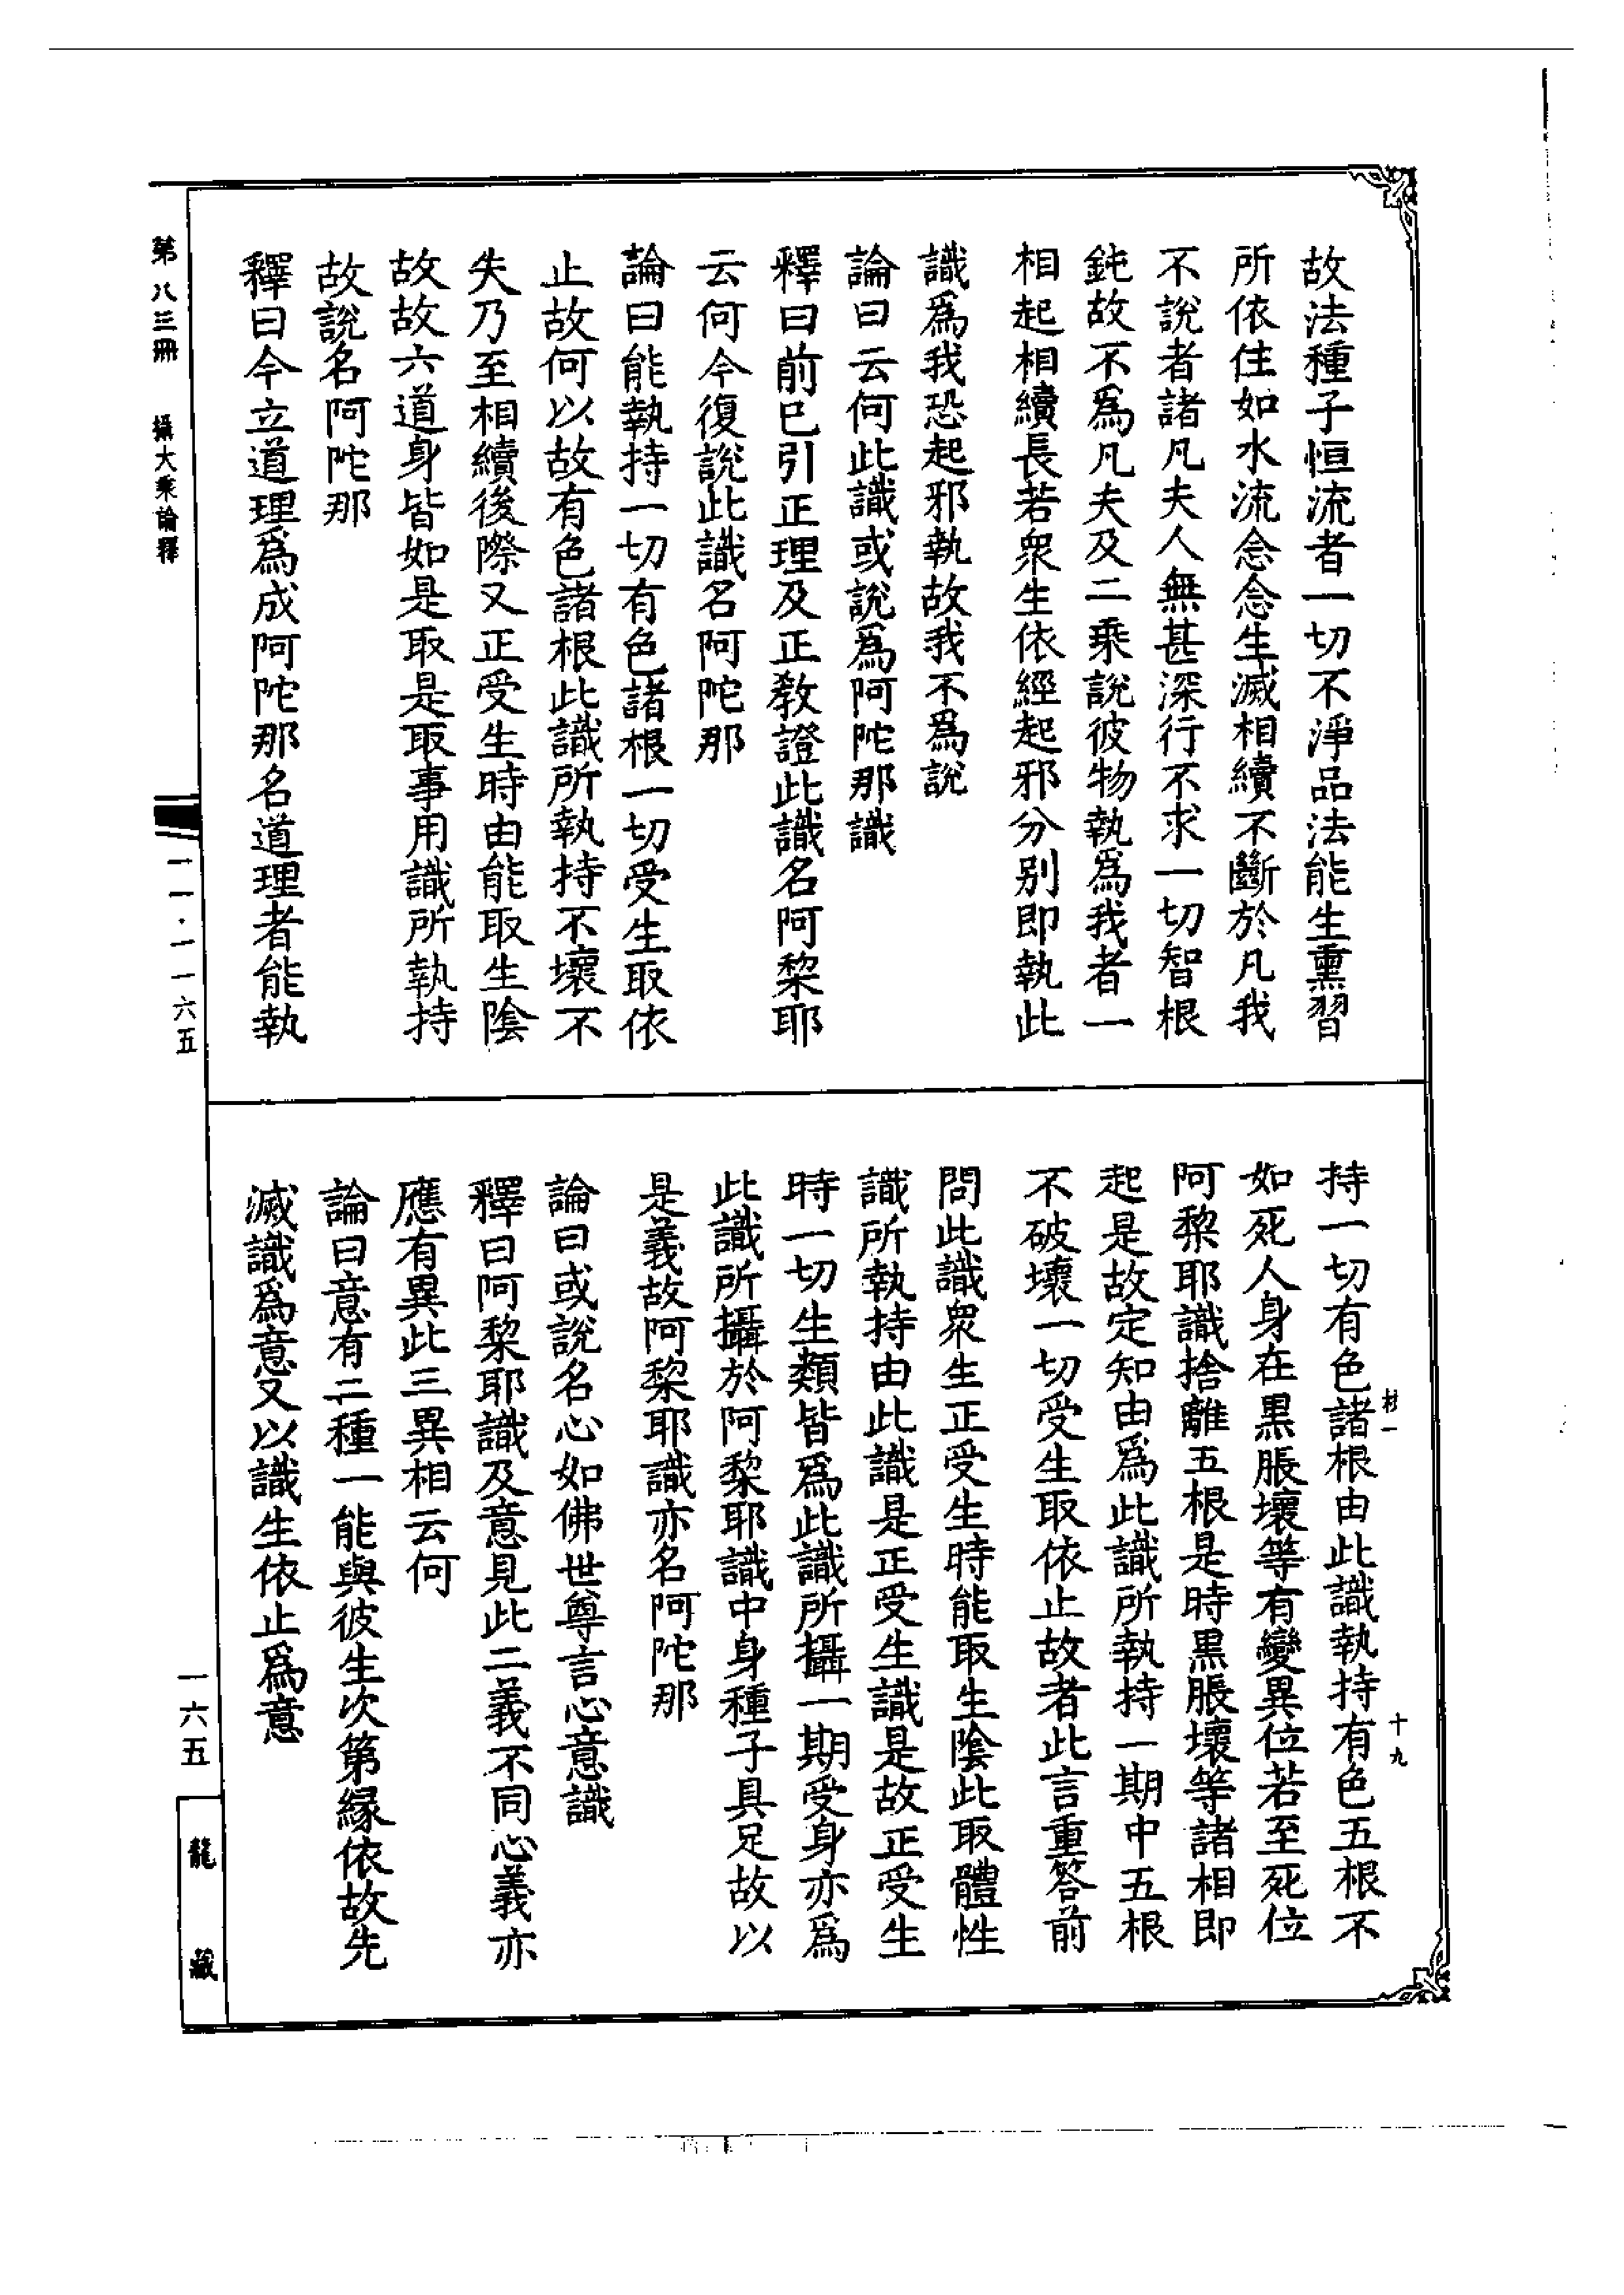 故法種子恒流者一切不淨品法能生熏習
所依住如水流念念生滅相續不斷於凡我
不說者諸凡夫人無甚深行不求一切智根
鈍故不爲凡夫及二乘說彼物執爲我者一
相起相續長若衆生依經起邪分別即執此
識爲我恐起邪執故我不爲說
論曰云何此識或說爲阿陀那識
釋曰前巳引正理及正教證此識名阿黎耶
云何今復說此識名阿陀那
論曰能執持一切有色諸根一切受生取依
止故何以故有色諸根此識所執持不壞不
失乃至相續後際又正受生時由能取生陰
故故六道身皆如是取是取事用識所執持
故說名阿陀那
釋曰今立道理爲成阿陀那名道理者能執
持一切有色諸根由此識執持有色五根不
如死人身在黑脹壞等有變異位若至死位
阿黎耶識捨離五根是時黑脹壞等諸相即
起是故定知由爲此識所執持一期中五根
不破壞一切受生取依止故者此言重答前
問此識衆生正受生時能取生陰此取體性
識所執持由此識是正受生識是故正受生
時一切生類皆爲此識所攝一期受身亦爲
此識所攝於阿黎耶識中身種子具足故以
是義故阿黎耶識亦名阿陀那
論曰或說名心如佛世尊言心意識
釋曰阿黎耶識及意見此二義不同心義亦
應有異此三異相云何
論曰意有二種一能與彼生次第緣依故先
滅識爲意又以識生依止爲意
十九
第八三冊 攝大乘論釋
一一·一一六五
一六五
龍藏